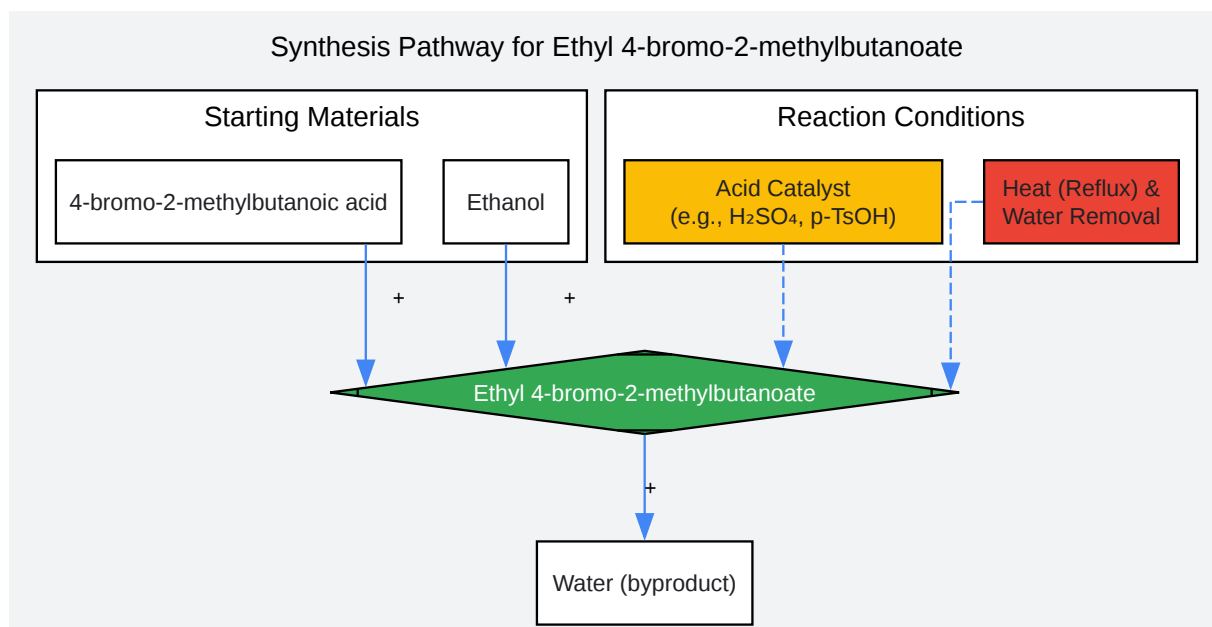 Synthesis Pathway for Ethyl 4-bromo-2-methylbutanoate
Starting Materials
Reaction Conditions
4-bromo-2-methylbutanoic acid
Ethanol
Acid Catalyst
(e.g., H₂SO₄, p-TsOH)
Heat (Reflux) &
Water Removal
+
+
Ethyl 4-bromo-2-methylbutanoate
+
Water (byproduct)